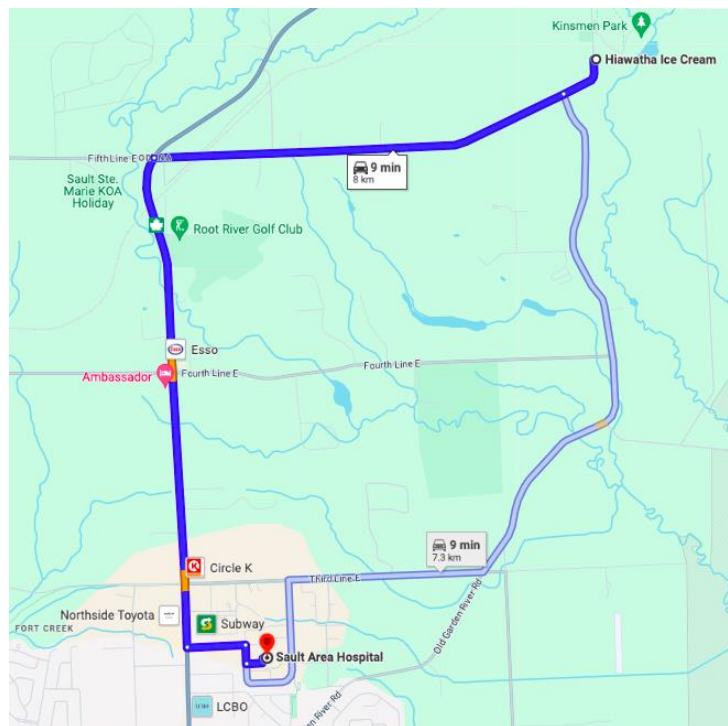 Kinsmen Park
Hiawatha Ice Cream
Fifth Line E
9 min
8 km
Sault Ste.
Marie KOA
Holiday
Root River Golf Club
Esso
Ambassador
Fourth Line E
Fourth Line E
9 min
7.3 km
Circle K
Third Line E
Northside Toyota
Subway
FORT CREEK
Old Garden River Rd
Sault Area Hospital
LCBO
River Rd